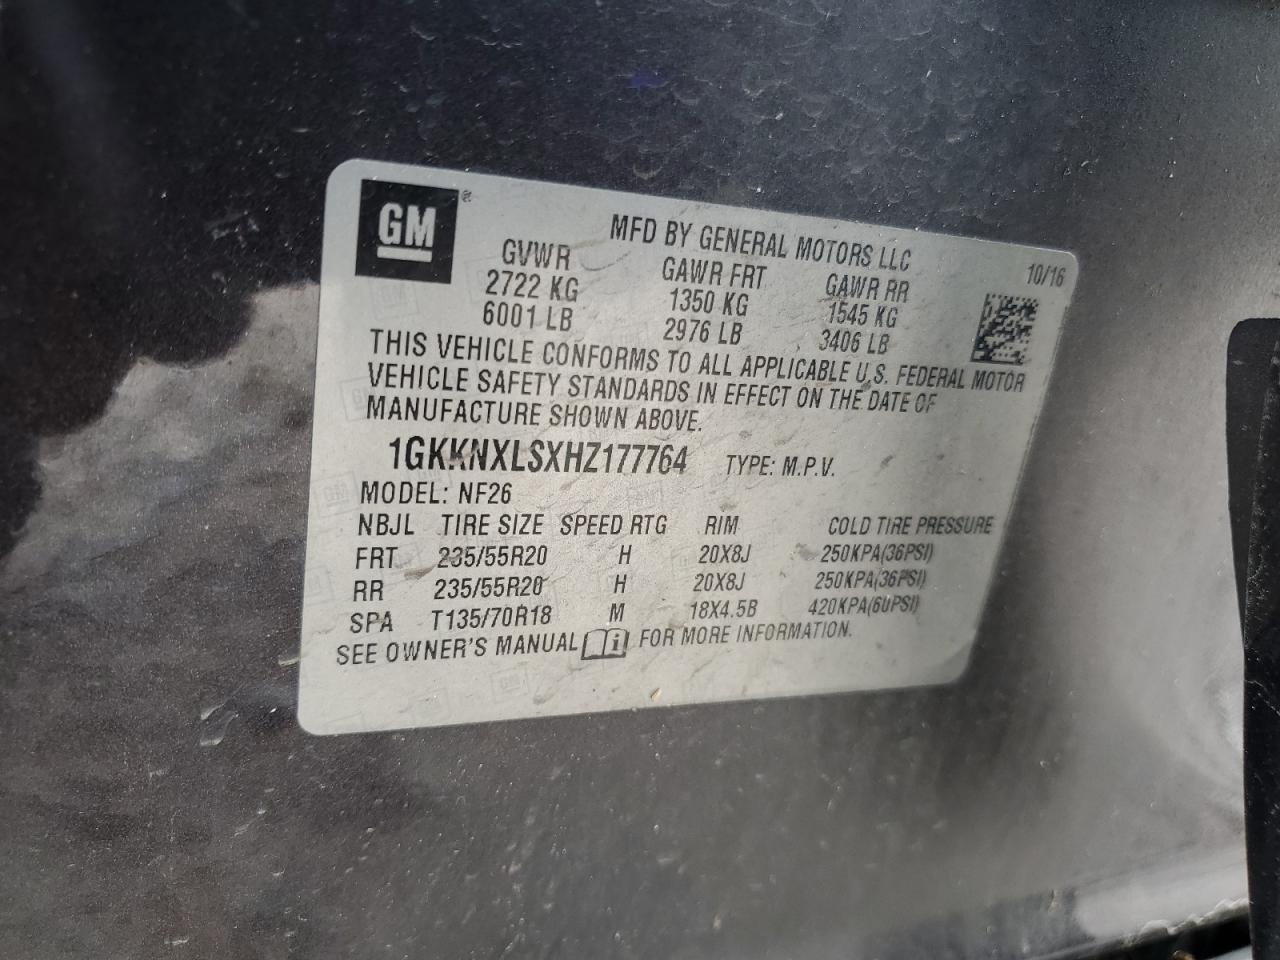 GM ®
MFD BY GENERAL MOTORS LLC
10/16
GVWR GAWR FRT GAWR RR
2722 KG 1350 KG 1545 KG
6001 LB 2976 LB 3406 LB
THIS VEHICLE CONFORMS TO ALL APPLICABLE U.S. FEDERAL MOTOR
VEHICLE SAFETY STANDARDS IN EFFECT ON THE DATE OF
MANUFACTURE SHOWN ABOVE.
1GKKNXLSXHZ177764 TYPE: M.P.V.
MODEL: NF26
NBJL TIRE SIZE SPEED RTG RIM COLD TIRE PRESSURE
FRT 235/55R20 H 20X8J 250KPA(36PSI)
RR 235/55R20 H 20X8J 250KPA(36PSI)
SPA T135/70R18 M 18X4.5B 420KPA(60PSI)
SEE OWNER'S MANUAL i FOR MORE INFORMATION.